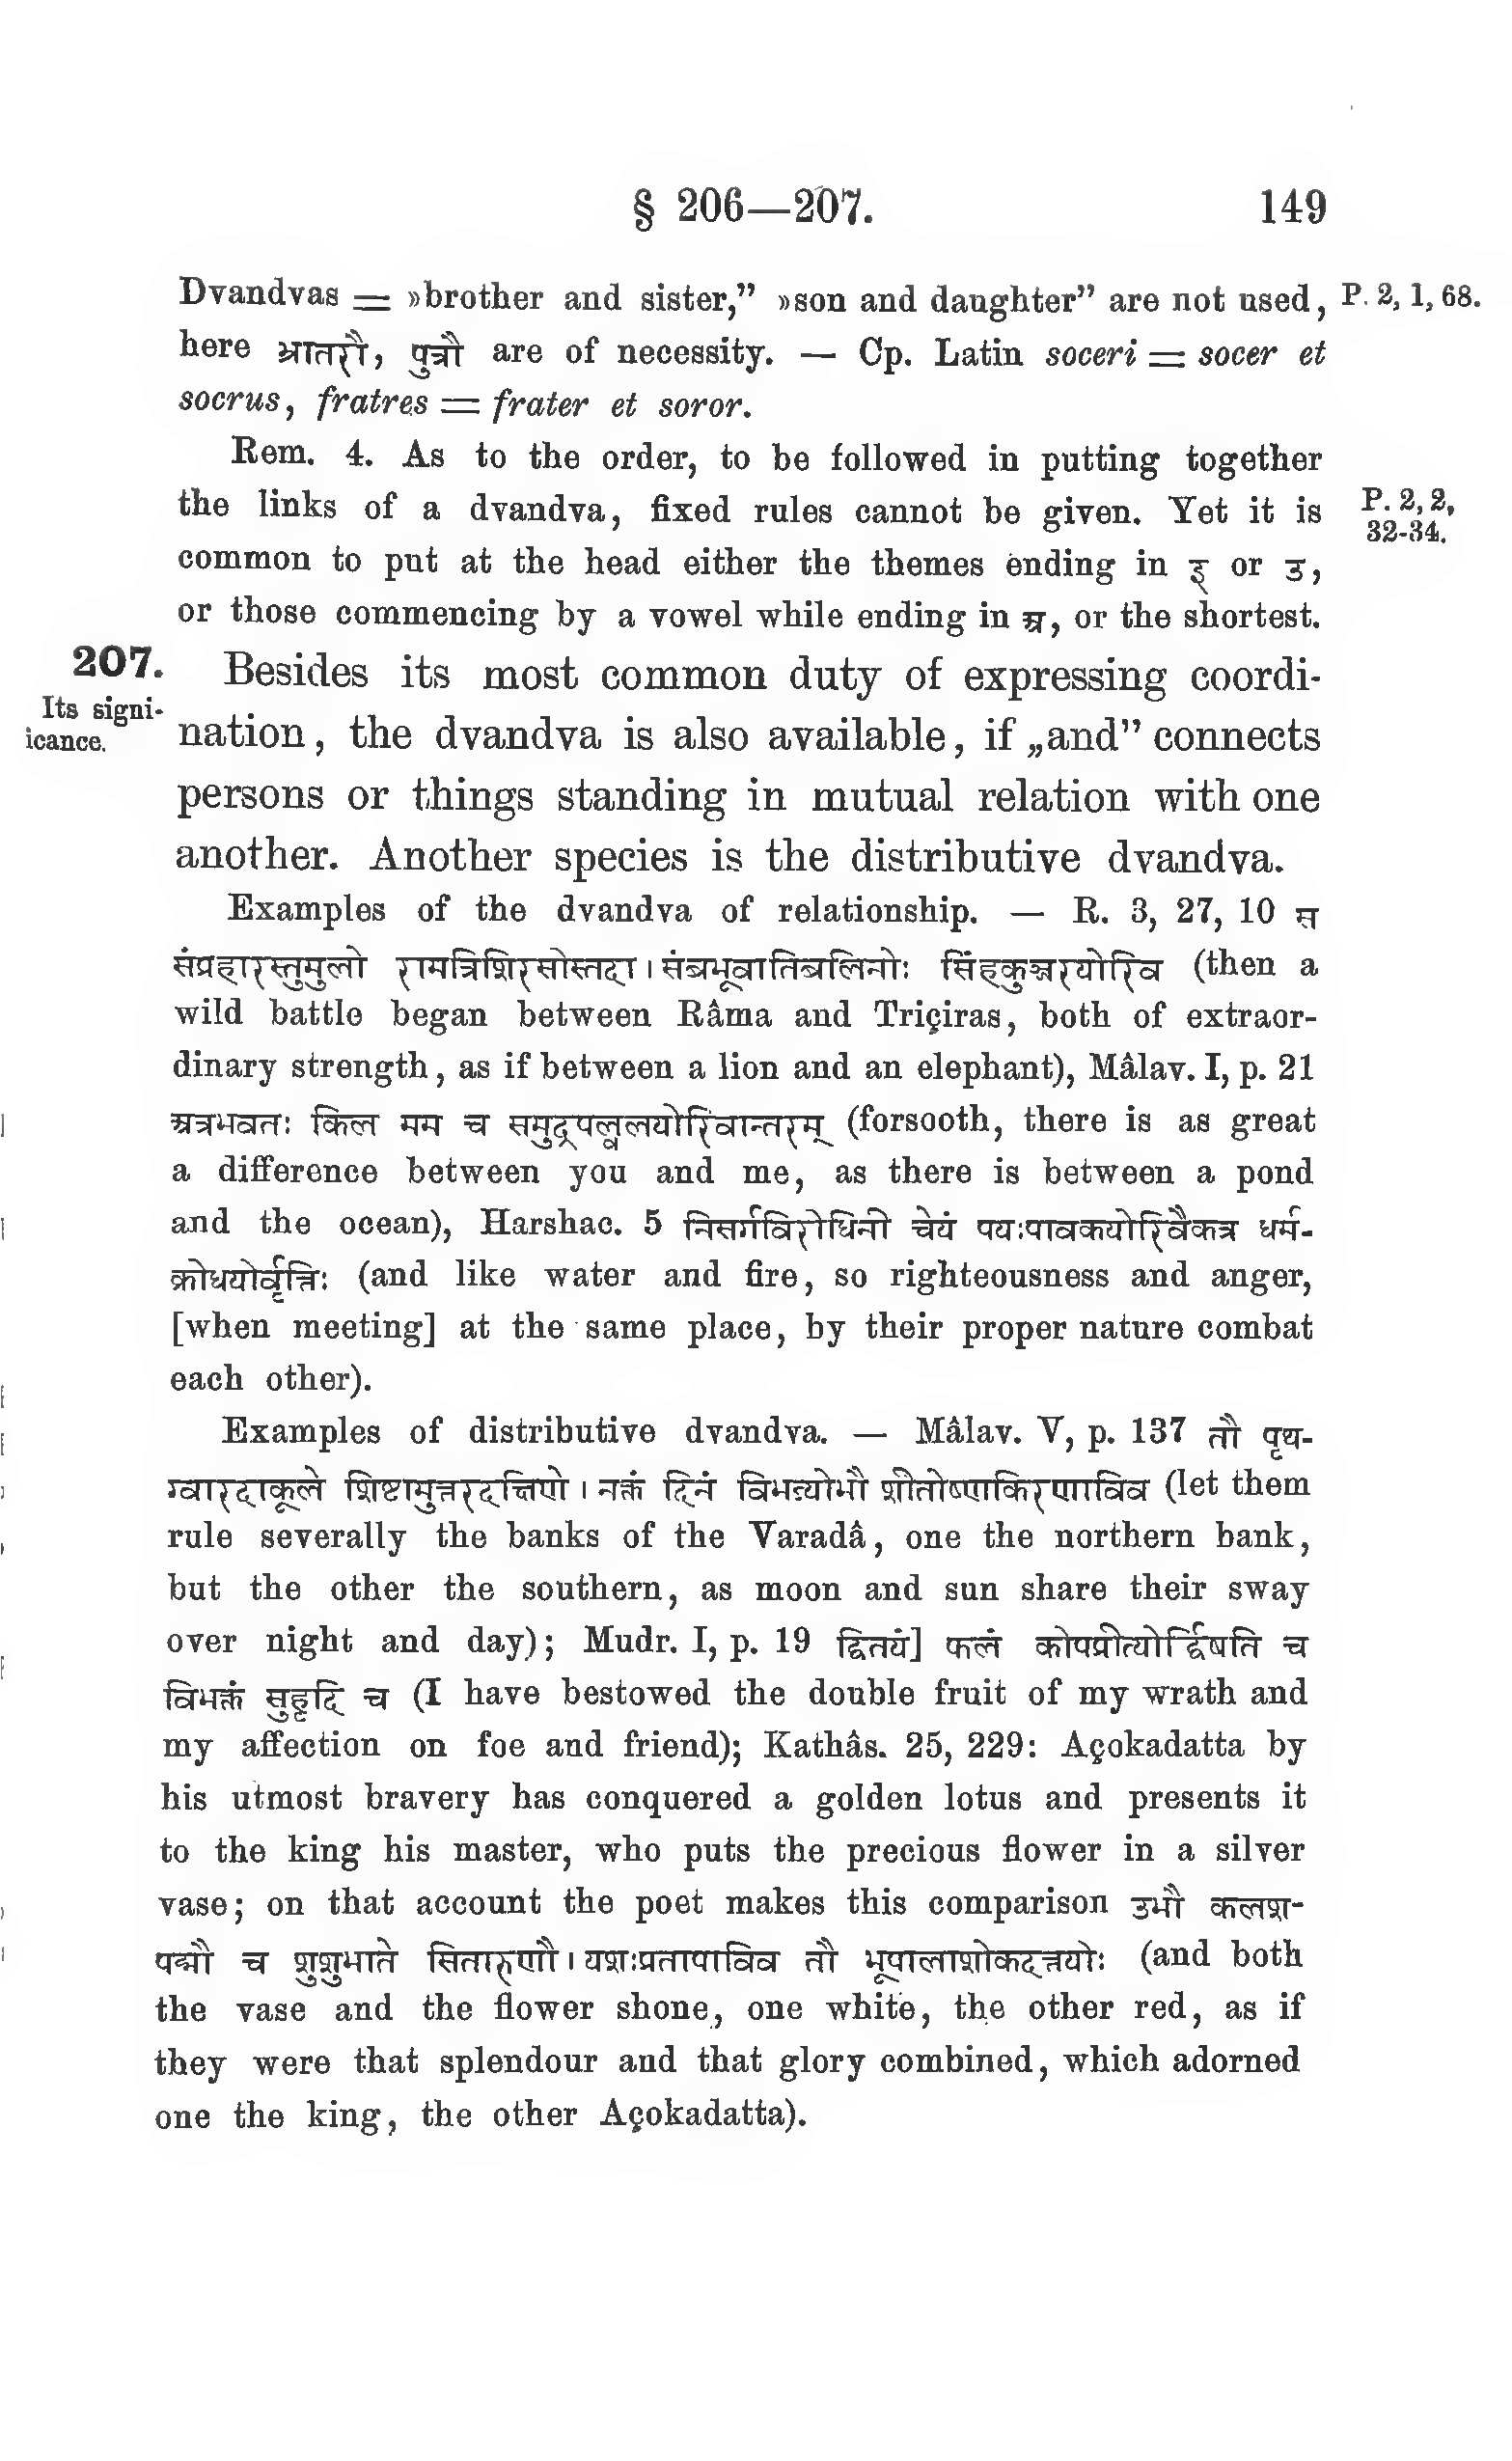 § 206—207. 149
Dvandvas = »brother and sister,” »son and daughter” are not used, P. 2, 1, 68.
here भ्रातरौ, पुत्रौ are of necessity. — Cp. Latin soceri = socer et
socrus, fratres = frater et soror.
Rem. 4. As to the order, to be followed in putting together
the links of a dvandva, fixed rules cannot be given. Yet it is P. 2, 2, 32-34.
common to put at the head either the themes ending in इ or उ,
or those commencing by a vowel while ending in अ, or the shortest.
207. Besides its most common duty of expressing coordi-
Its signi-
icance.
nation, the dvandva is also available, if „and” connects
persons or things standing in mutual relation with one
another. Another species is the distributive dvandva.
Examples of the dvandva of relationship. — R. 3, 27, 10 स
संप्रहारस्तुमुलो रामत्रिशिरसोस्तदा । संबभूवातिबलिनोः सिंहकुञ्जरयोरिव (then a
wild battle began between Râma and Triçiras, both of extraor-
dinary strength, as if between a lion and an elephant), Mâlav. I, p. 21
अत्रभवतः किल मम च समुद्रपल्वलयोरिवान्तरम् (forsooth, there is as great
a difference between you and me, as there is between a pond
and the ocean), Harshac. 5 निसर्गविरोधिनी चेयं पयःपावकयोरिवैकत्र धर्म-
क्रोधयोर्वृत्तिः (and like water and fire, so righteousness and anger,
[when meeting] at the same place, by their proper nature combat
each other).
Examples of distributive dvandva. — Mâlav. V, p. 137 तौ पृथ-
ग्वरदाकूले शिष्टामुत्तरदक्षिणे । नक्तं दिनं विभज्योभौ शीतोष्णकिरणाविव (let them
rule severally the banks of the Varadâ, one the northern bank,
but the other the southern, as moon and sun share their sway
over night and day); Mudr. I, p. 19 द्वितयं] फलं कोपप्रीत्योर्द्विषति च
विभक्तं सुहृदि च (I have bestowed the double fruit of my wrath and
my affection on foe and friend); Kathâs. 25, 229: Açokadatta by
his utmost bravery has conquered a golden lotus and presents it
to the king his master, who puts the precious flower in a silver
vase; on that account the poet makes this comparison उभौ कलश-
पद्मौ च शुशुभाते सितारुणौ । यशःप्रतापाविव तौ भूपालाशोकदत्तयोः (and both
the vase and the flower shone, one white, the other red, as if
they were that splendour and that glory combined, which adorned
one the king, the other Açokadatta).